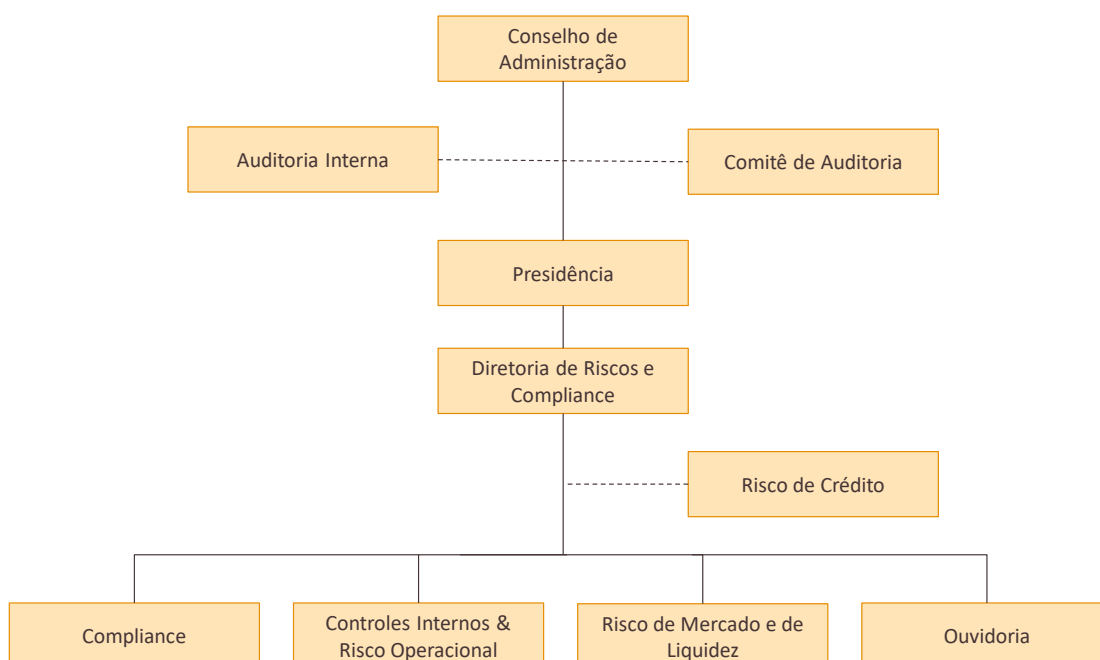 Conselho de
Administração
Auditoria Interna
Comitê de Auditoria
Presidência
Diretoria de Riscos e
Compliance
Risco de Crédito
Compliance
Controles Internos &
Risco Operacional
Risco de Mercado e de
Liquidez
Ouvidoria